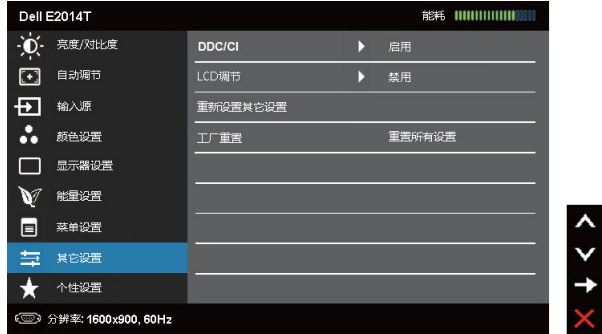 Dell E2014T
能耗
亮度/对比度
自动调节
输入源
颜色设置
显示器设置
能量设置
菜单设置
其它设置
个性设置
DDC/CI
启用
LCD调节
禁用
重新设置其它设置
工厂重置
重置所有设置
分辨率: 1600x900, 60Hz